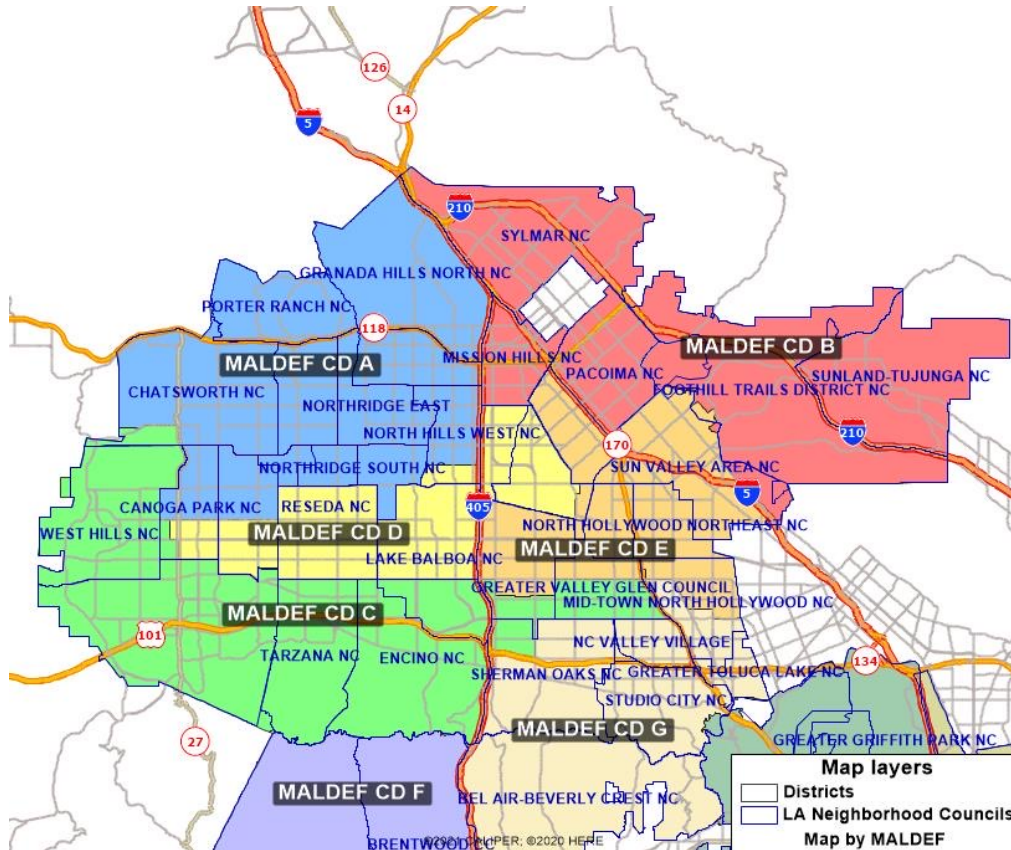 126
14
5
210
SYLMAR NC
GRANADA HILLS NORTH NC
PORTER RANCH NC
118
MALDEF CD A
MISSION HILLS NC
MALDEF CD B
PACOIMA NC
SUNLAND-TUJUNGA NC
CHATSWORTH NC
FOOTHILL TRAILS DISTRICT NC
NORTHRIDGE EAST
NORTH HILLS WEST NC
170
210
NORTHRIDGE SOUTH NC
SUN VALLEY AREA NC
5
CANOGA PARK NC
RESEDA NC
405
WEST HILLS NC
MALDEF CD D
NORTH HOLLYWOOD NORTHEAST NC
LAKE BALBOA NC
MALDEF CD E
GREATER VALLEY GLEN COUNCIL
MALDEF CD C
MID-TOWN NORTH HOLLYWOOD NC
101
NC VALLEY VILLAGE
TARZANA NC
ENCINO NC
134
SHERMAN OAKS NC
GREATER TOLUCA LAKE NC
STUDIO CITY NC
27
MALDEF CD G
GREATER GRIFFITH PARK NC
MALDEF CD F
BEL AIR-BEVERLY CREST NC
Map layers
Districts
LA Neighborhood Councils
Map by MALDEF
BRENTWOOD CC
©2021 CALIPER; ©2020 HERE